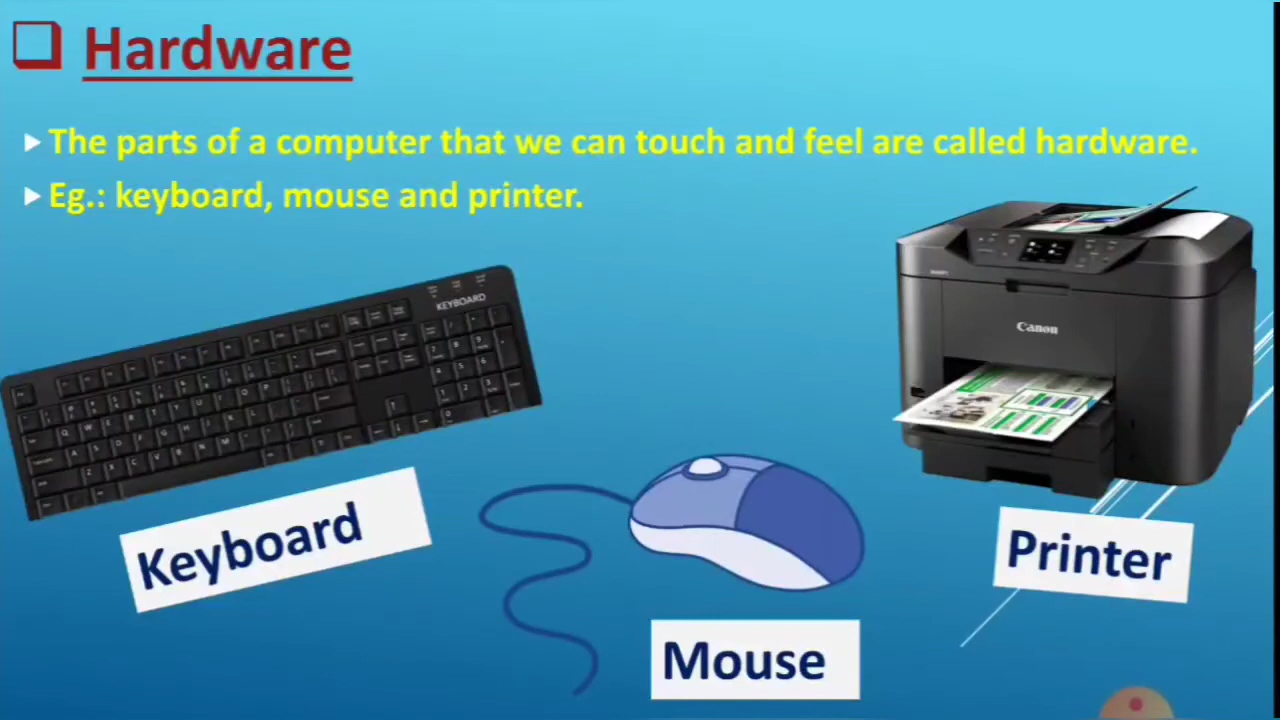 Hardware
The parts of a computer that we can touch and feel are called hardware.
Eg.: keyboard, mouse and printer.
KEYBOARD
Canon
Keyboard
Mouse
Printer